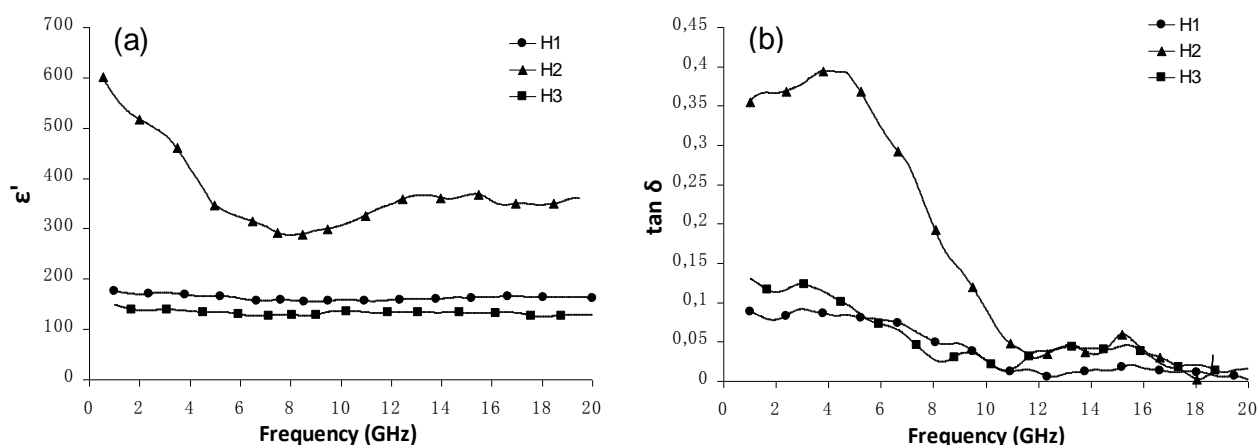 (a)
700
600
500
400
300
200
100
0
ε'
0 2 4 6 8 10 12 14 16 18 20
Frequency (GHz)
H1
H2
H3
(b)
0,45
0,4
0,35
0,3
0,25
0,2
0,15
0,1
0,05
0
tan δ
0 2 4 6 8 10 12 14 16 18 20
Frequency (GHz)
H1
H2
H3